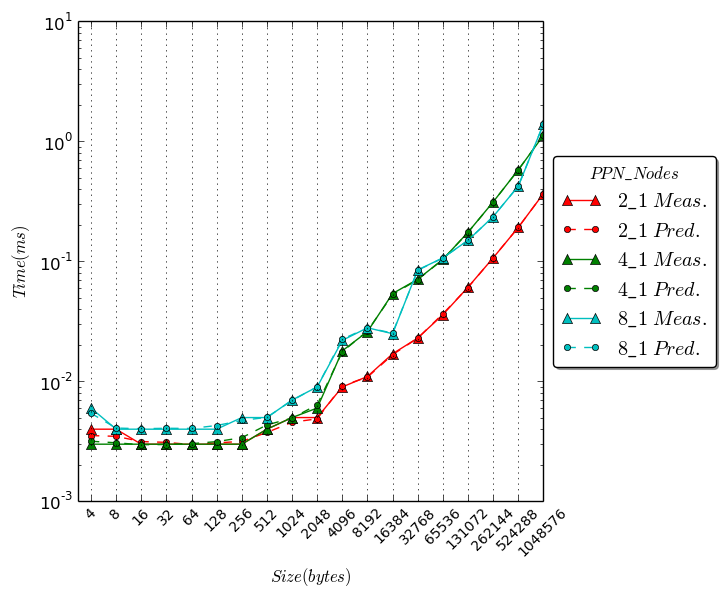 10^1
10^0
10^-1
10^-2
10^-3
Time(ms)
4
8
16
32
64
128
256
512
1024
2048
4096
8192
16384
32768
65536
131072
262144
524288
1048576
Size(bytes)
PPN_Nodes
2_1 Meas.
2_1 Pred.
4_1 Meas.
4_1 Pred.
8_1 Meas.
8_1 Pred.